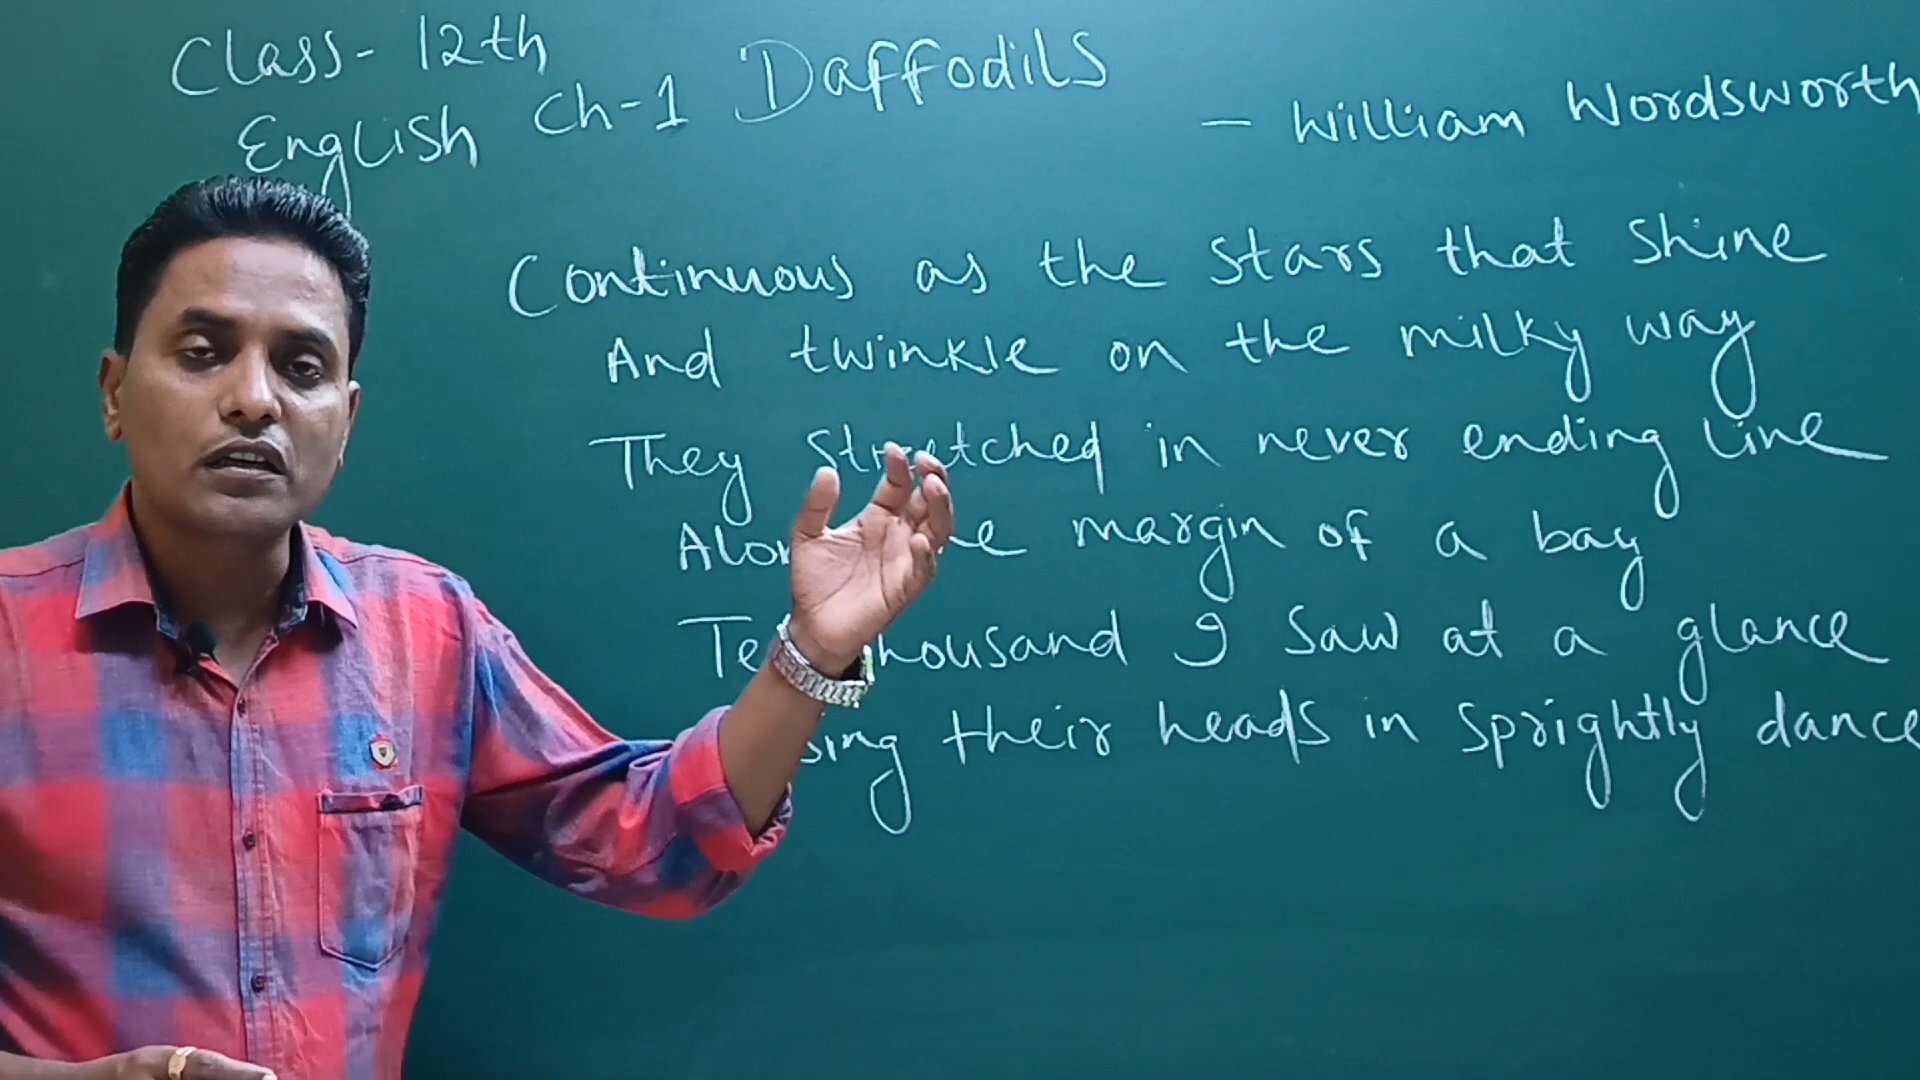 Class- 12th
English Ch-1 Daffodils
- William Wordsworth
Continuous as the stars that shine
And twinkle on the milky way
They stretched in never ending line
margin of a bay
I saw at a glance
their heads in sprightly dance